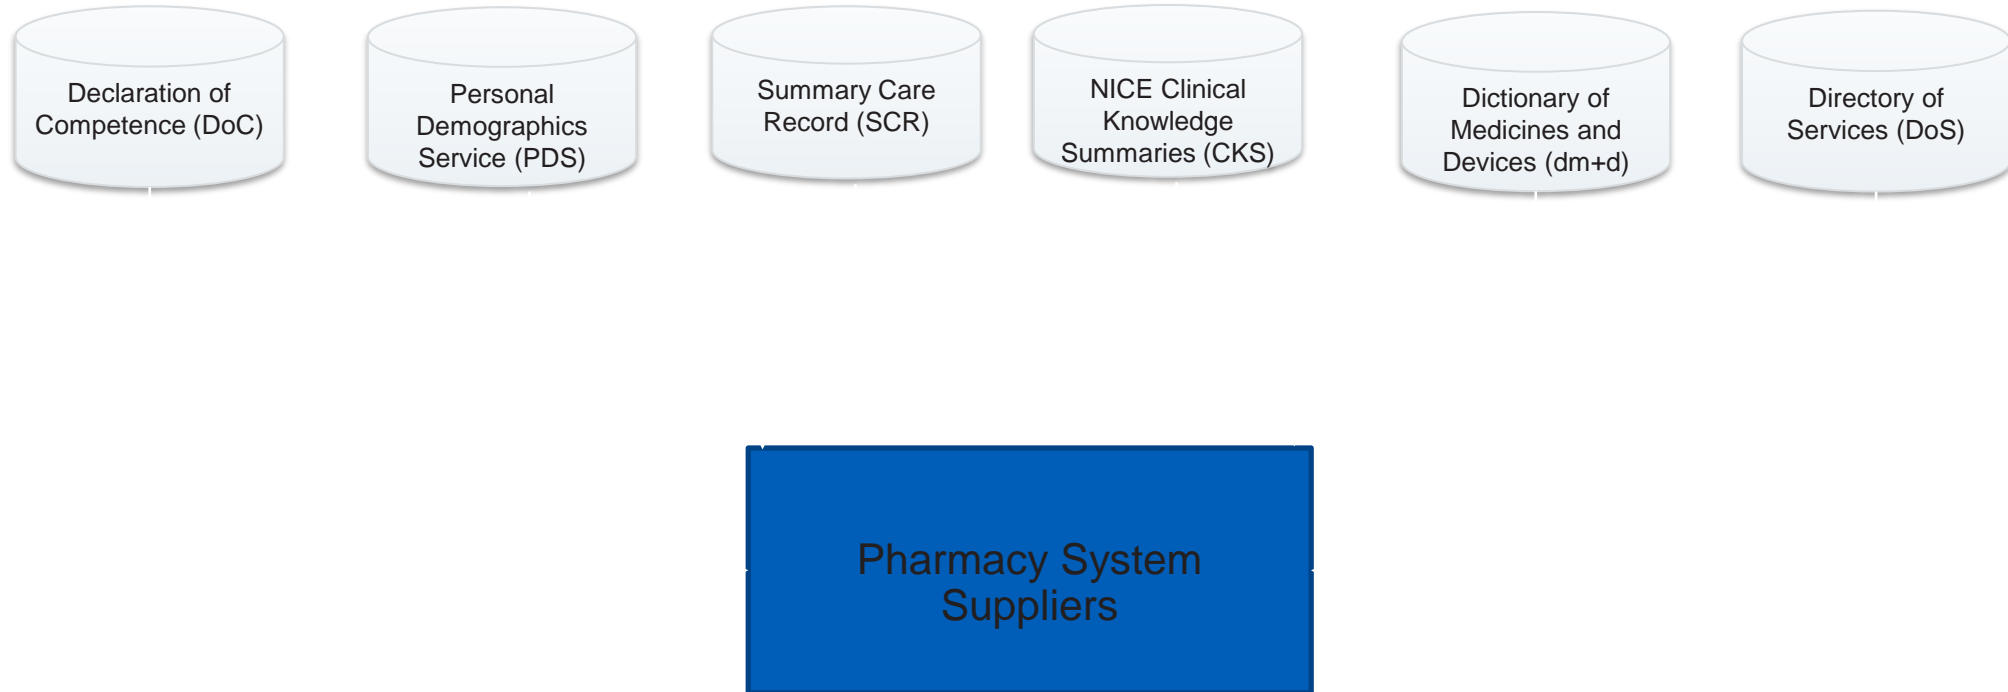 Declaration of
Competence (DoC)
Personal
Demographics
Service (PDS)
Summary Care
Record (SCR)
NICE Clinical
Knowledge
Summaries (CKS)
Dictionary of
Medicines and
Devices (dm+d)
Directory of
Services (DoS)
Pharmacy System
Suppliers